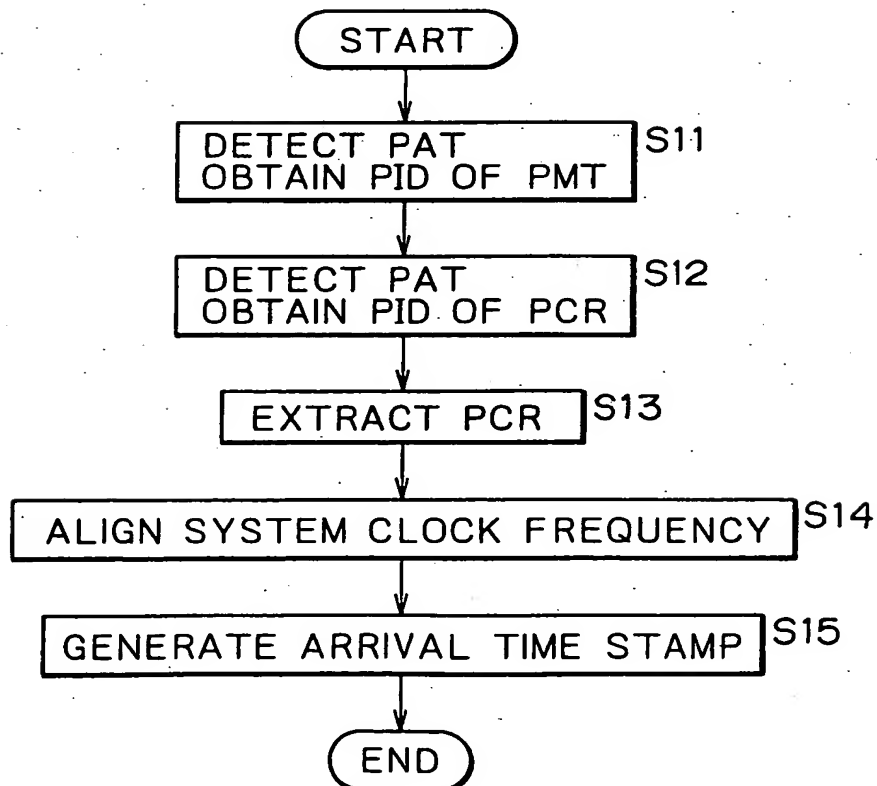 START
DETECT PAT
OBTAIN PID OF PMT
S11
DETECT PAT
OBTAIN PID OF PCR
S12
EXTRACT PCR
S13
ALIGN SYSTEM CLOCK FREQUENCY
S14
GENERATE ARRIVAL TIME STAMP
S15
END